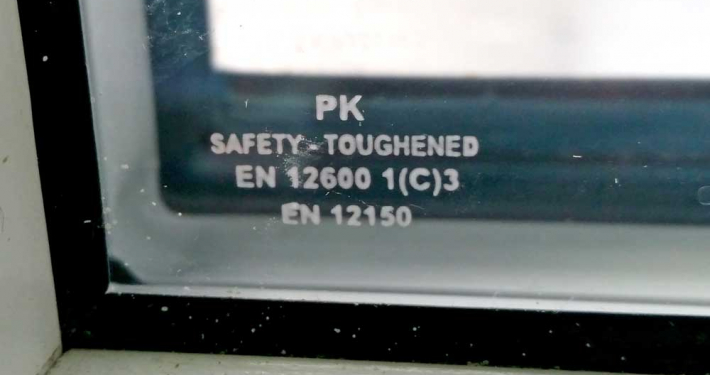 PK
SAFETY - TOUGHENED
EN 12600 1(C)3
EN 12150